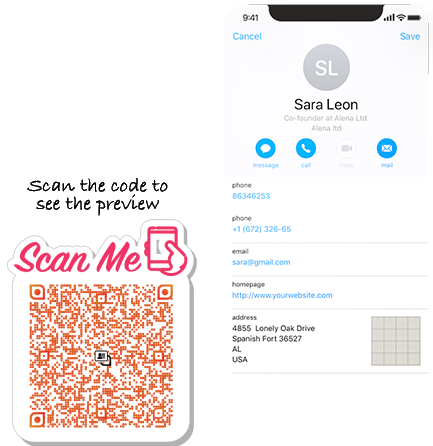 Scan the code to
see the preview
Scan Me
9:41
Cancel
Save
SL
Sara Leon
Co-founder at Alena Ltd.
Alena ltd
message
call
video
mail
phone
86346253
phone
+1 (672) 326-65
email
sara@gmail.com
homepage
http://www.yourwebsite.com
address
4855 Lonely Oak Drive
Spanish Fort 36527
AL
USA